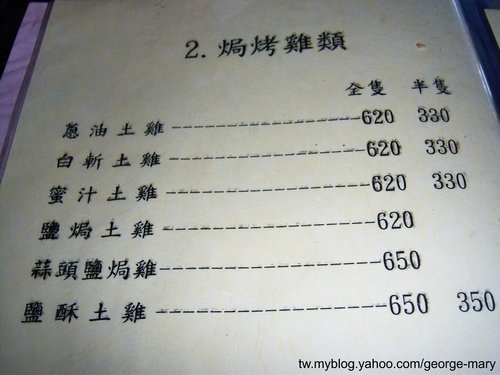 2. 焗烤雞類
全隻 半隻
蔥油土雞------------------620 330
白斬土雞------------------620 330
蜜汁土雞------------------620 330
鹽焗土雞------------------620
蒜頭鹽焗雞------------------650
鹽酥土雞------------------650 350
tw.myblog.yahoo.com/george-mary